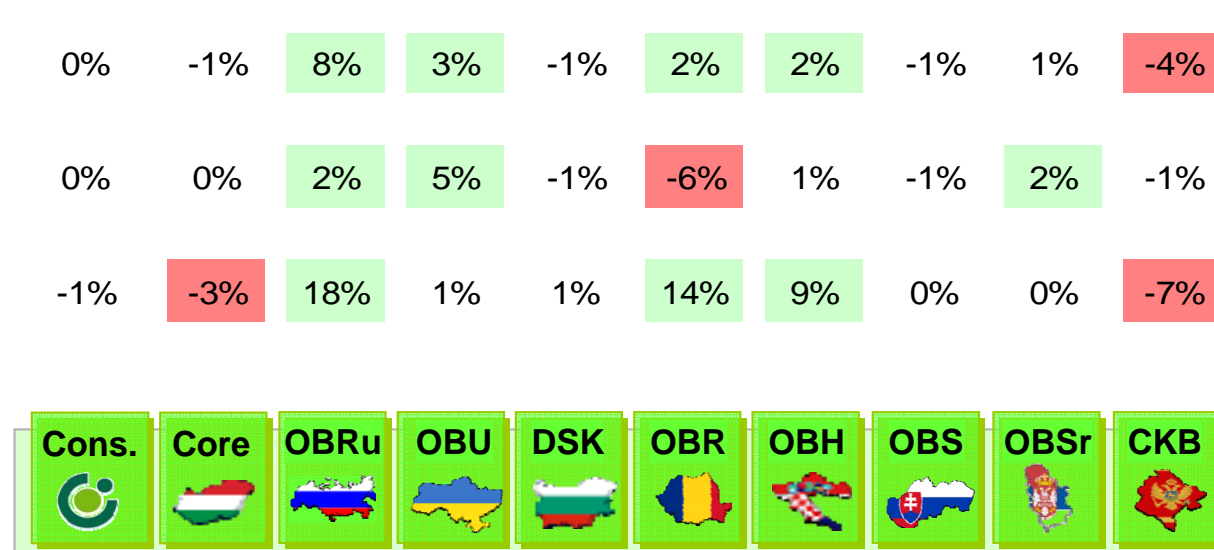 0% -1% 8% 3% -1% 2% 2% -1% 1% -4%
0% 0% 2% 5% -1% -6% 1% -1% 2% -1%
-1% -3% 18% 1% 1% 14% 9% 0% 0% -7%
Cons. Core OBRu OBU DSK OBR OBH OBS OBSr CKB